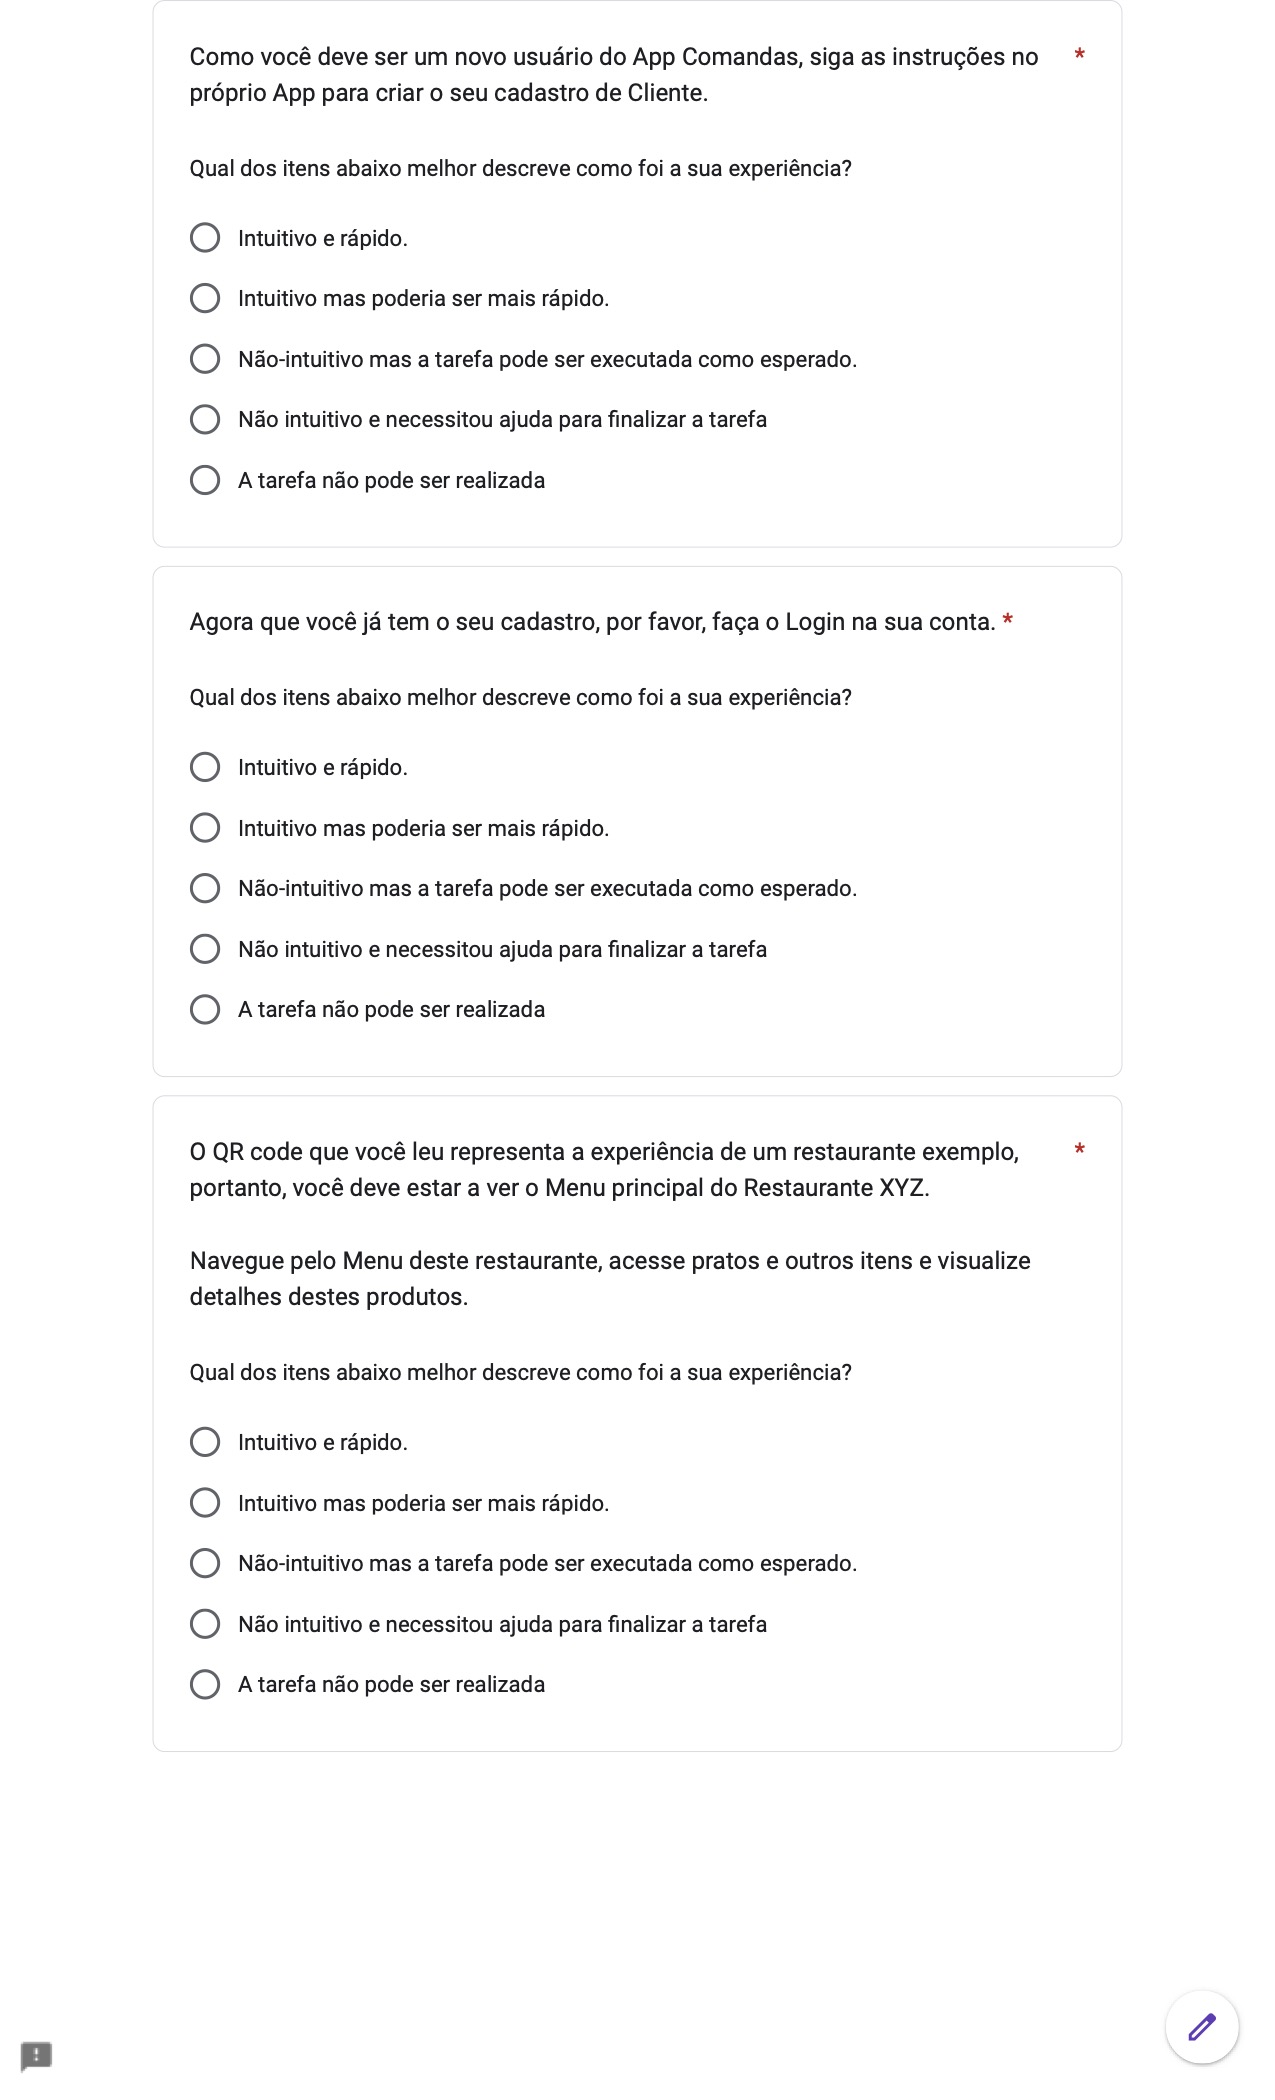 Como você deve ser um novo usuário do App Comandas, siga as instruções no *
próprio App para criar o seu cadastro de Cliente.
Qual dos itens abaixo melhor descreve como foi a sua experiência?
Intuitivo e rápido.
Intuitivo mas poderia ser mais rápido.
Não-intuitivo mas a tarefa pode ser executada como esperado.
Não intuitivo e necessitou ajuda para finalizar a tarefa
A tarefa não pode ser realizada
Agora que você já tem o seu cadastro, por favor, faça o Login na sua conta. *
Qual dos itens abaixo melhor descreve como foi a sua experiência?
Intuitivo e rápido.
Intuitivo mas poderia ser mais rápido.
Não-intuitivo mas a tarefa pode ser executada como esperado.
Não intuitivo e necessitou ajuda para finalizar a tarefa
A tarefa não pode ser realizada
O QR code que você leu representa a experiência de um restaurante exemplo, *
portanto, você deve estar a ver o Menu principal do Restaurante XYZ.
Navegue pelo Menu deste restaurante, acesse pratos e outros itens e visualize
detalhes destes produtos.
Qual dos itens abaixo melhor descreve como foi a sua experiência?
Intuitivo e rápido.
Intuitivo mas poderia ser mais rápido.
Não-intuitivo mas a tarefa pode ser executada como esperado.
Não intuitivo e necessitou ajuda para finalizar a tarefa
A tarefa não pode ser realizada